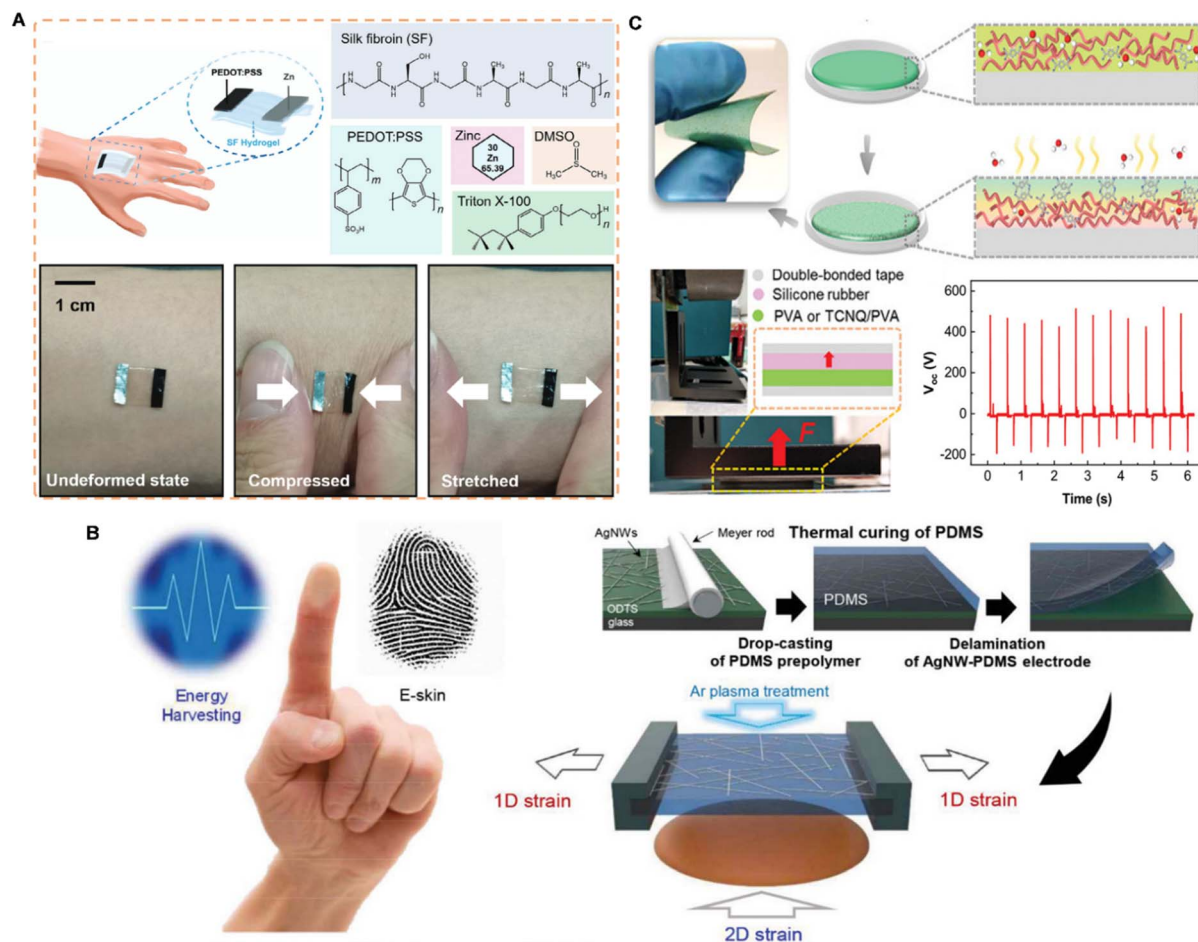 A
PEDOT:PSS
Zn
SF Hydrogel
Silk fibroin (SF)
OH
O
H
N
n
PEDOT:PSS
m
n
O
O
S
SO₃H
Zinc
30
Zn
65.39
DMSO
O
S
H₃C
CH₃
Triton X-100
O
O
H
n
1 cm
Undeformed state
Compressed
Stretched
C
Double-bonded tape
Silicone rubber
PVA or TCNQ/PVA
F
Voc (V)
600
400
200
0
-200
0
1
2
3
4
5
6
Time (s)
B
Energy
Harvesting
E-skin
AgNWs
Meyer rod
ODTS
glass
Thermal curing of PDMS
PDMS
Drop-casting
of PDMS prepolymer
Delamination
of AgNW-PDMS electrode
Ar plasma treatment
1D strain
1D strain
2D strain